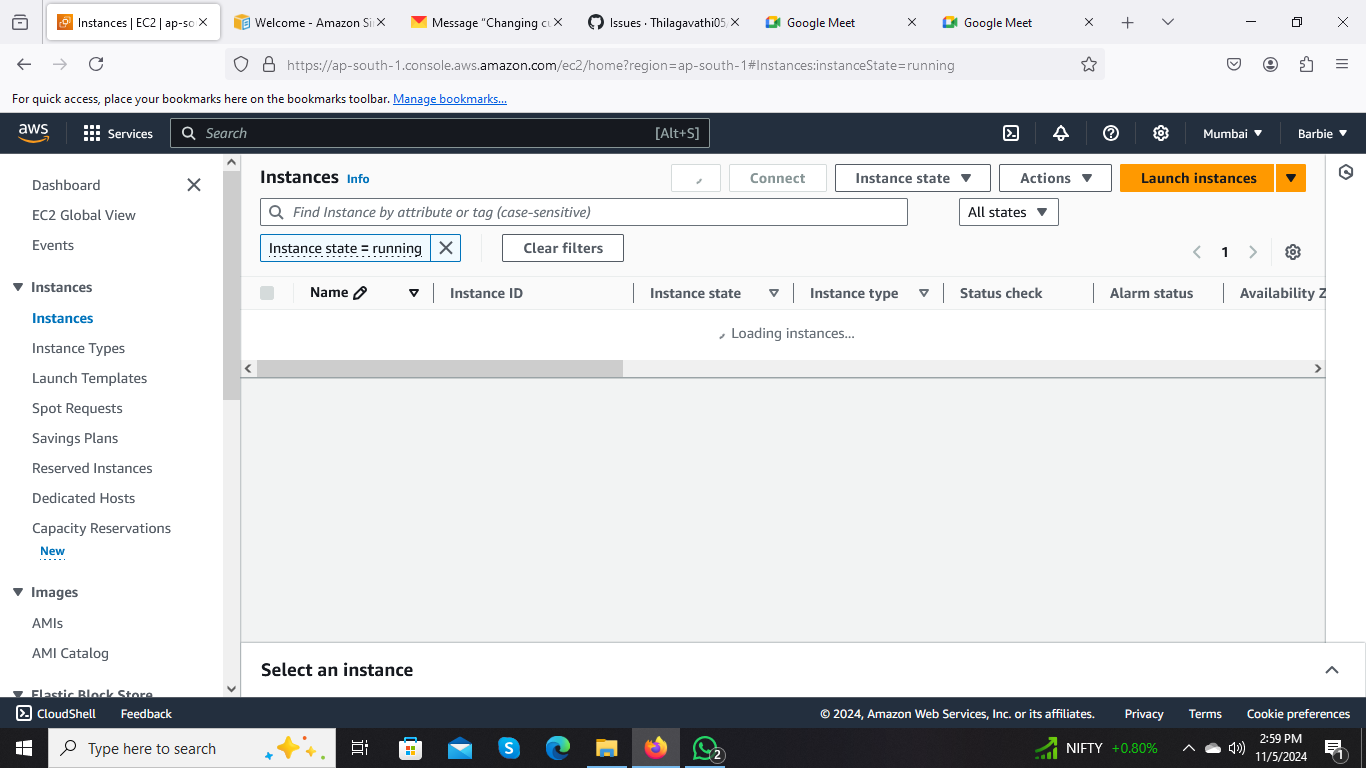 Instances | EC2 | ap-so
Welcome - Amazon Si
Message “Changing cu
Issues · Thilagavathi05
Google Meet
Google Meet
https://ap-south-1.console.aws.amazon.com/ec2/home?region=ap-south-1#Instances:instanceState=running
For quick access, place your bookmarks here on the bookmarks toolbar. Manage bookmarks...
aws
Services
Search
[Alt+S]
Mumbai
Barbie
Dashboard
EC2 Global View
Events
Instances
Instances
Instance Types
Launch Templates
Spot Requests
Savings Plans
Reserved Instances
Dedicated Hosts
Capacity Reservations
New
Images
AMIs
AMI Catalog
Elastic Block Store
Instances Info
Connect
Instance state
Actions
Launch instances
Find Instance by attribute or tag (case-sensitive)
All states
Instance state = running
Clear filters
1
Name
Instance ID
Instance state
Instance type
Status check
Alarm status
Availability Z
Loading instances...
Select an instance
CloudShell
Feedback
© 2024, Amazon Web Services, Inc. or its affiliates.
Privacy
Terms
Cookie preferences
Type here to search
2
NIFTY +0.80%
2:59 PM
11/5/2024
1